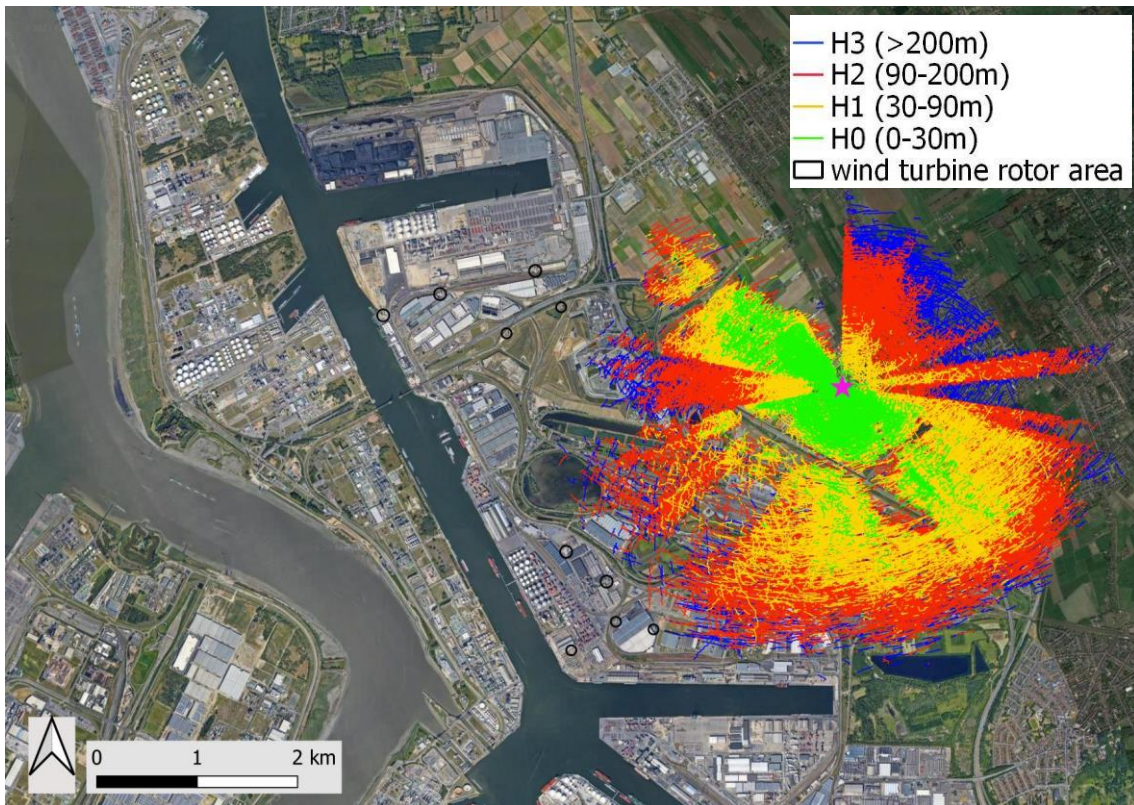 H3 (>200m)
H2 (90-200m)
H1 (30-90m)
H0 (0-30m)
wind turbine rotor area
0 1 2 km